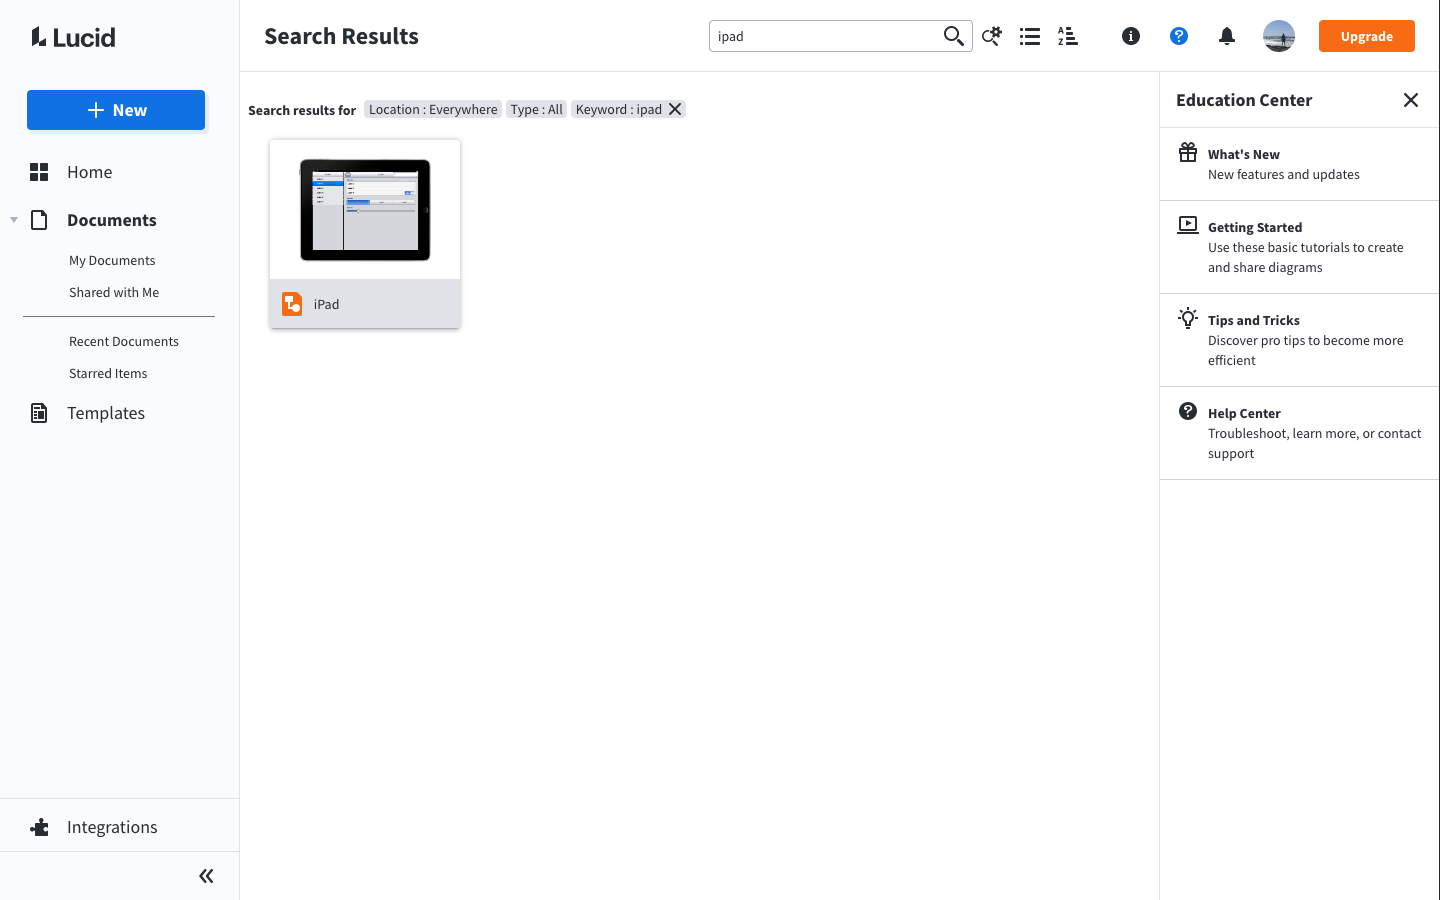 Lucid
Search Results
ipad
A
Z
Upgrade
New
Home
Documents
My Documents
Shared with Me
Recent Documents
Starred Items
Templates
Integrations
Search results for Location : Everywhere Type : All Keyword : ipad
iPad
Education Center
What's New
New features and updates
Getting Started
Use these basic tutorials to create
and share diagrams
Tips and Tricks
Discover pro tips to become more
efficient
Help Center
Troubleshoot, learn more, or contact
support